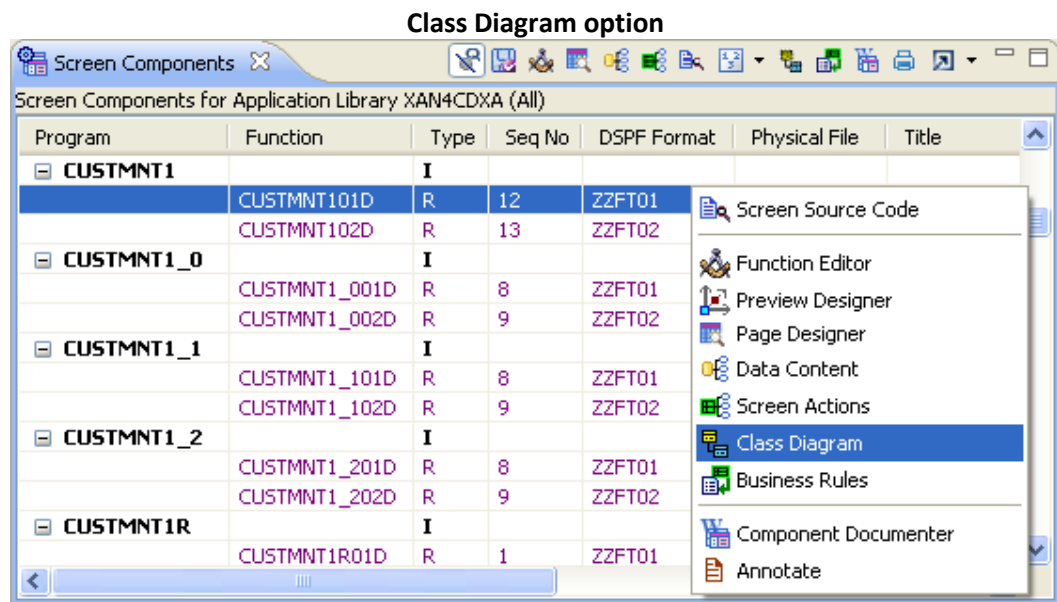 Class Diagram option
Screen Components
Screen Components for Application Library XAN4CDXA (All)
Program Function Type Seq No DSPF Format Physical File Title
CUSTMNT1 I
CUSTMNT101D R 12 ZZFT01
CUSTMNT102D R 13 ZZFT02
CUSTMNT1_0 I
CUSTMNT1_001D R 8 ZZFT01
CUSTMNT1_002D R 9 ZZFT02
CUSTMNT1_1 I
CUSTMNT1_101D R 8 ZZFT01
CUSTMNT1_102D R 9 ZZFT02
CUSTMNT1_2 I
CUSTMNT1_201D R 8 ZZFT01
CUSTMNT1_202D R 9 ZZFT02
CUSTMNT1R I
CUSTMNT1R01D R 1 ZZFT01
Screen Source Code
Function Editor
Preview Designer
Page Designer
Data Content
Screen Actions
Class Diagram
Business Rules
Component Documenter
Annotate